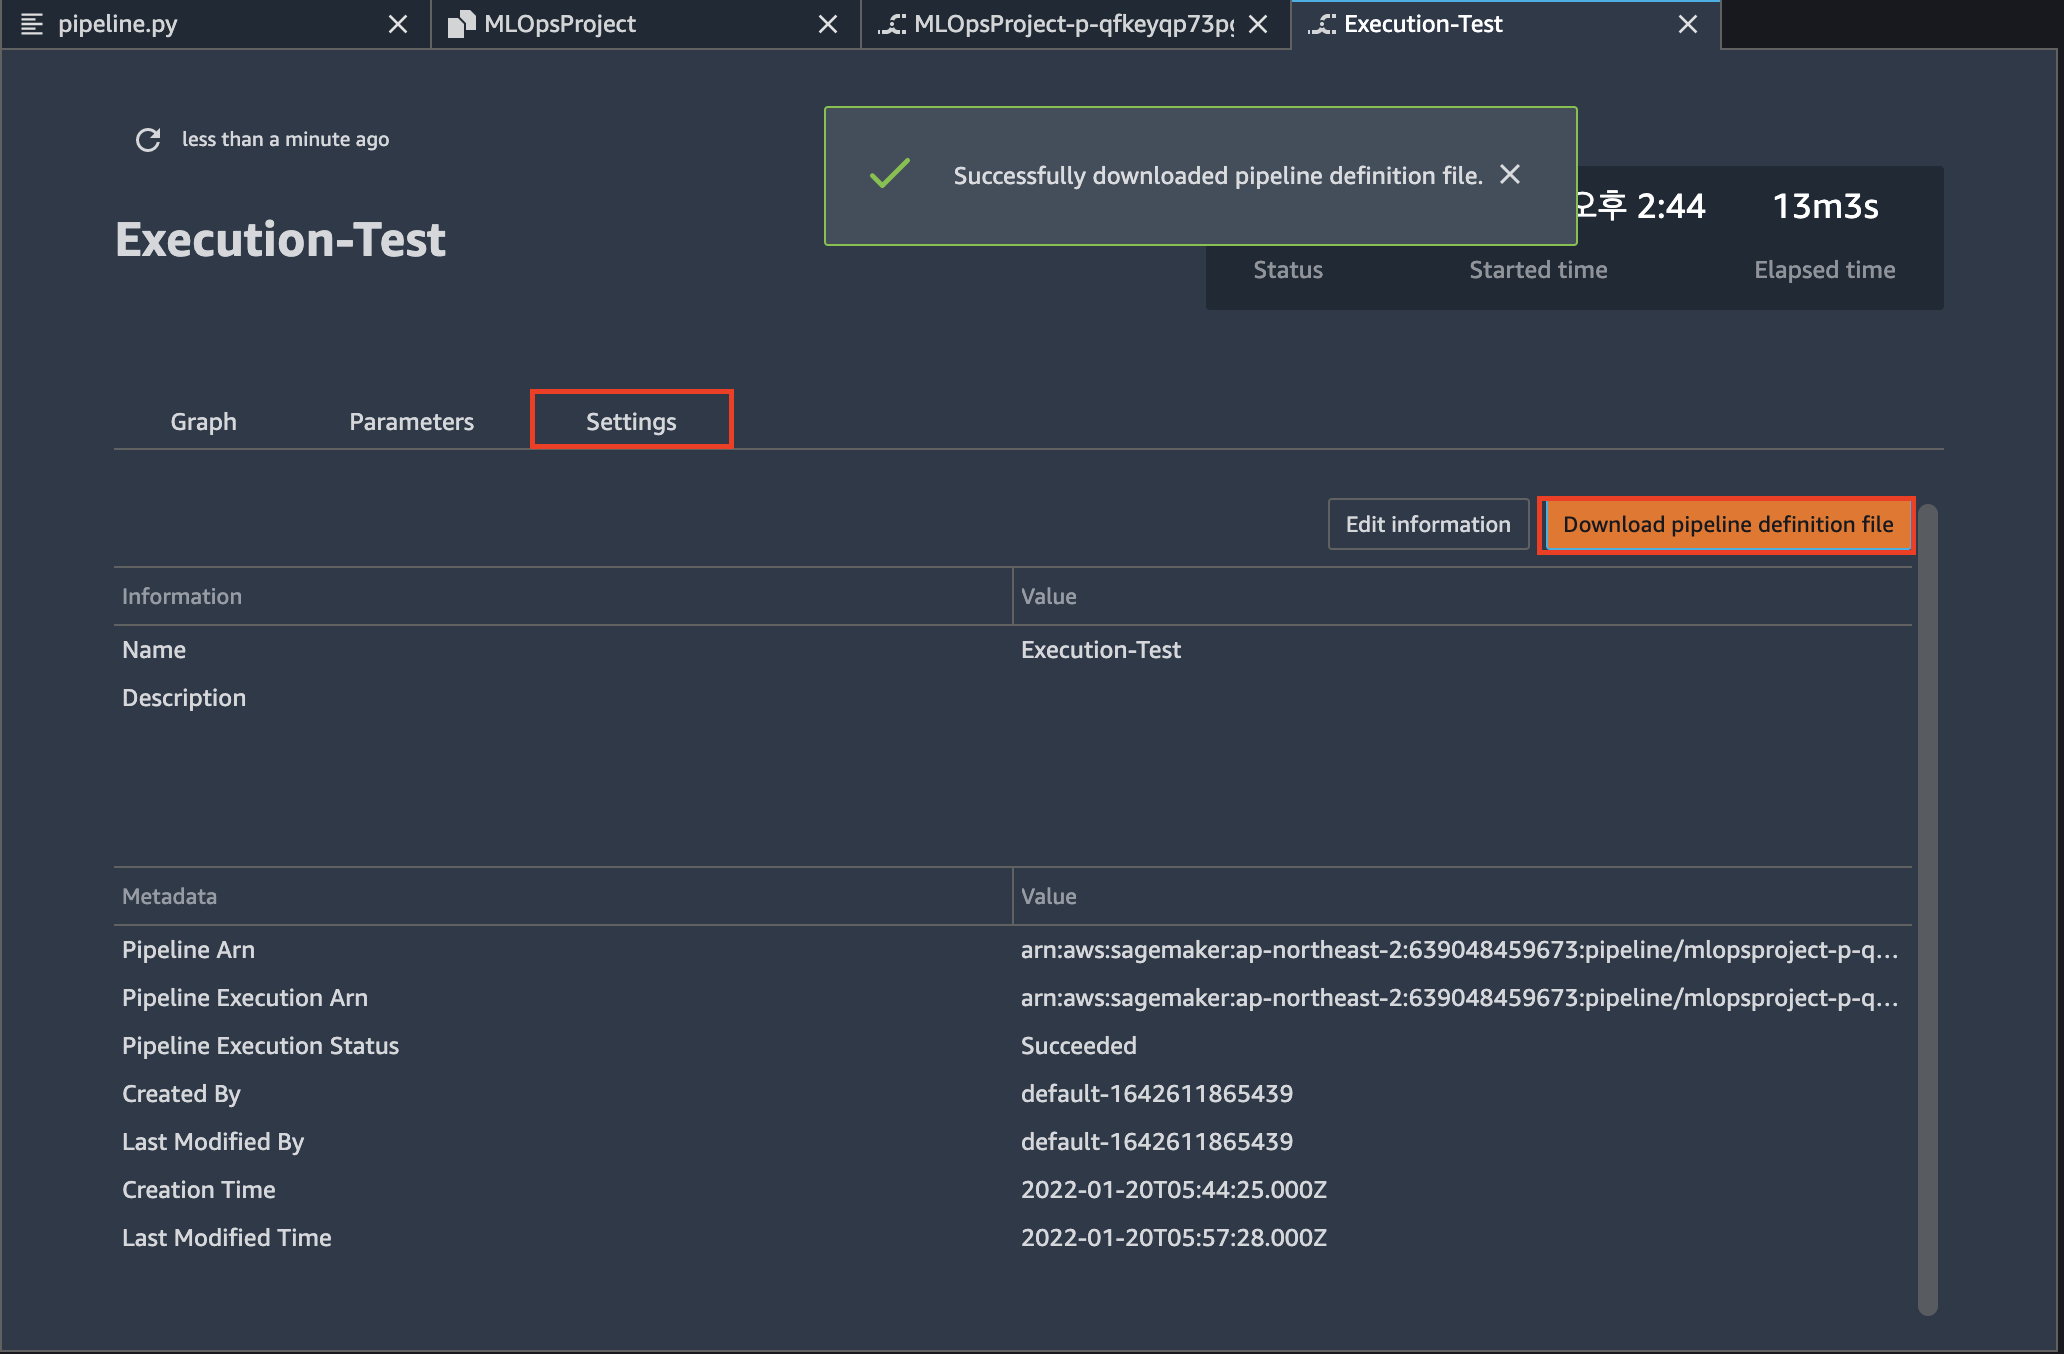 pipeline.py
MLOpsProject
MLOpsProject-p-qfkeyqp73p
Execution-Test
less than a minute ago
Successfully downloaded pipeline definition file.
오후 2:44
13m3s
Execution-Test
Status
Started time
Elapsed time
Graph
Parameters
Settings
Edit information
Download pipeline definition file
Information
Value
Name
Execution-Test
Description
Metadata
Value
Pipeline Arn
arn:aws:sagemaker:ap-northeast-2:639048459673:pipeline/mlopsproject-p-q...
Pipeline Execution Arn
arn:aws:sagemaker:ap-northeast-2:639048459673:pipeline/mlopsproject-p-q...
Pipeline Execution Status
Succeeded
Created By
default-1642611865439
Last Modified By
default-1642611865439
Creation Time
2022-01-20T05:44:25.000Z
Last Modified Time
2022-01-20T05:57:28.000Z